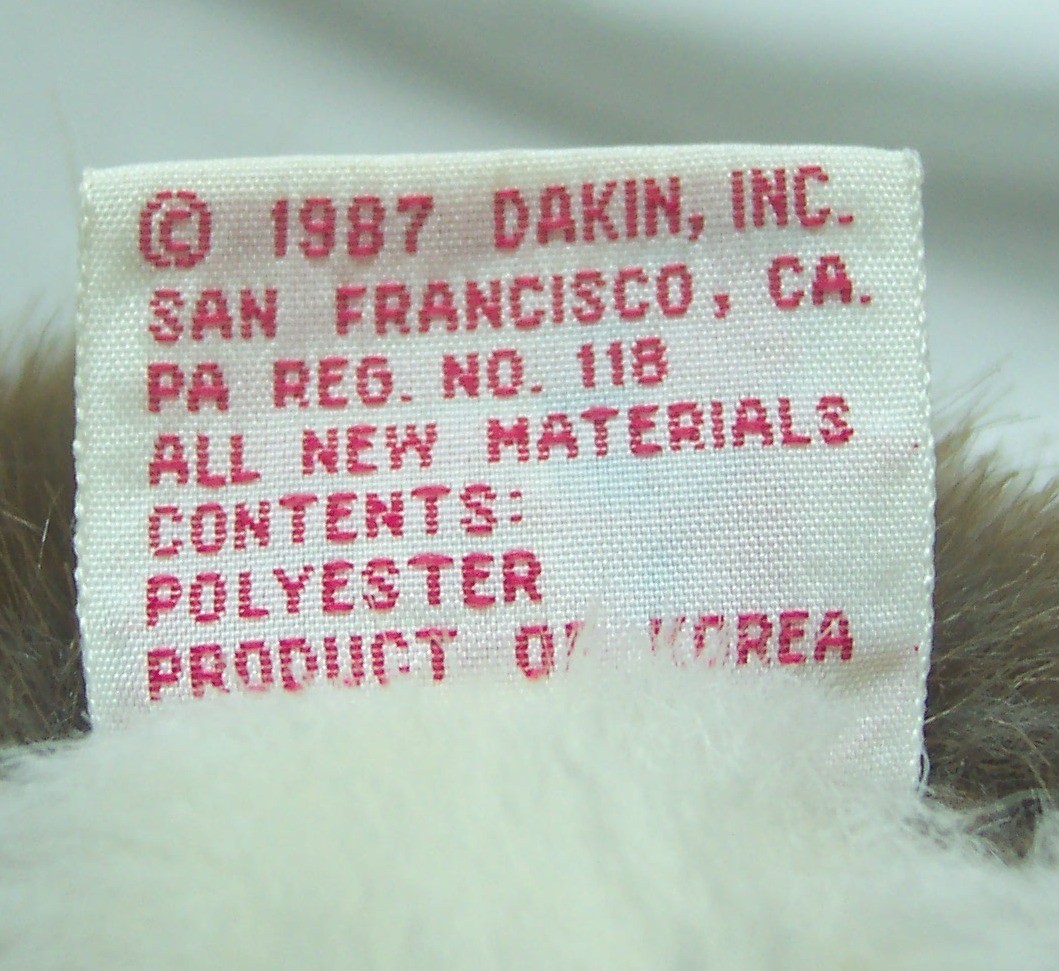 © 1987 DAKIN, INC.
SAN FRANCISCO, CA.
PA REG. NO. 118
ALL NEW MATERIALS
CONTENTS:
POLYESTER
PRODUCT OF KOREA